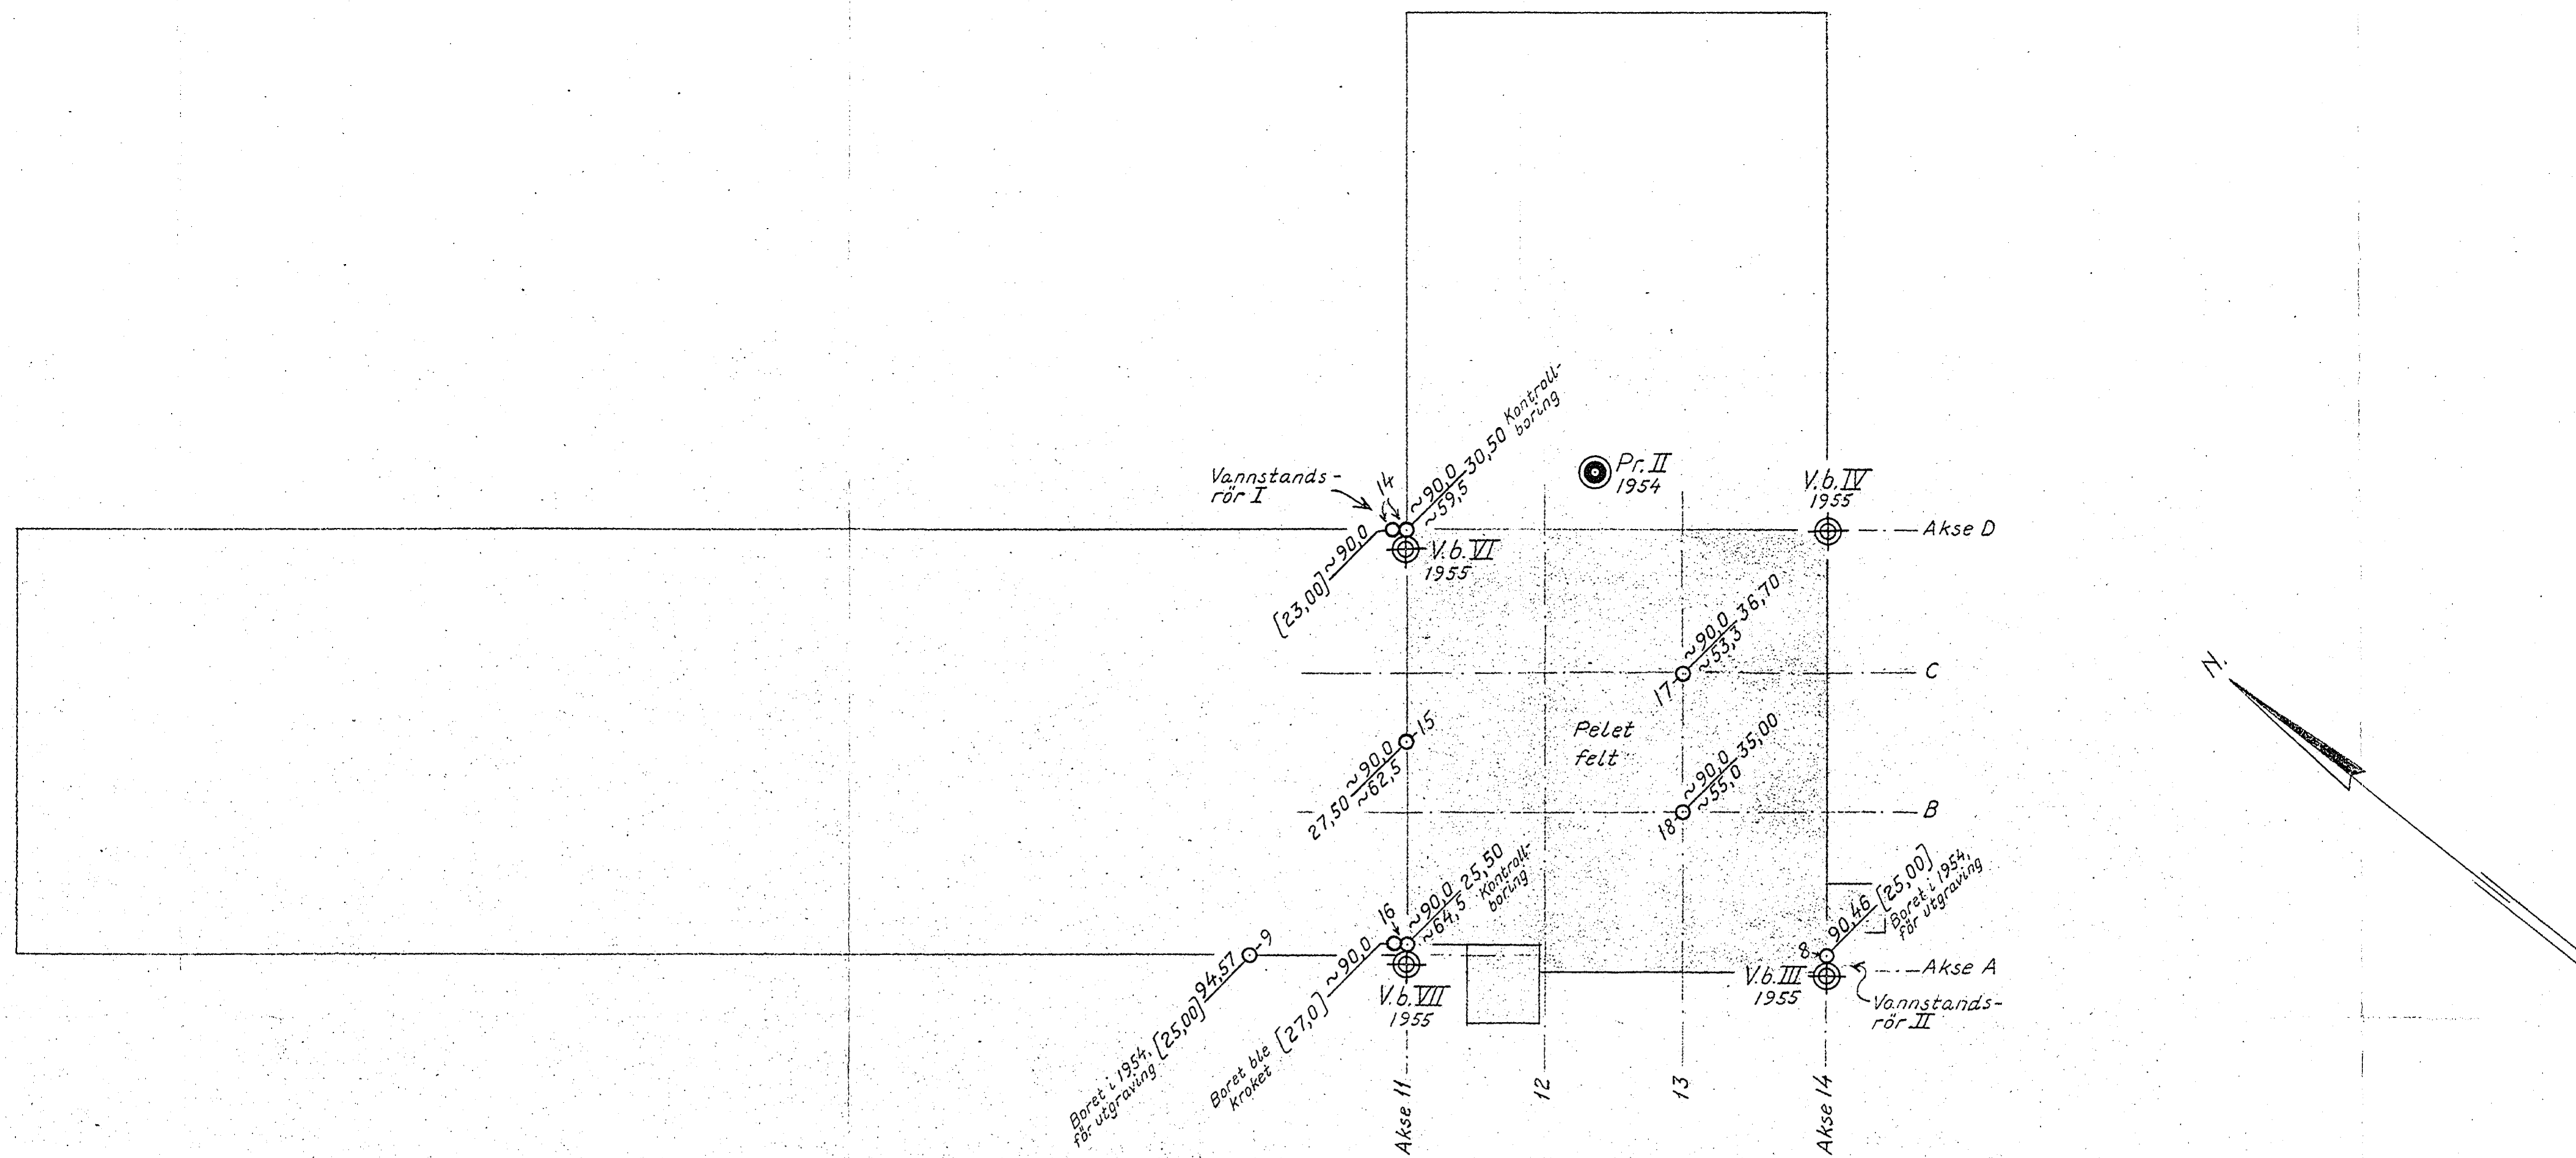 Kontroll-
boring
~90,0 30,50
~59,5
14
Vannstands-
rör I
[23,00] ~90,0
V.b. VI
1955
Pr. II
1954
V.b. IV
1955
Akse D
~90,0 36,70
~53,3
17
C
N.
15
27,50 ~90,0
~62,5
Pelet
felt
~90,0 35,00
~55,0
18
B
16
~90,0 25,50
~64,5
Kontroll-
boring
9
Boret i 1954, [25,00] 94,57
för utgraving
Boret ble [27,0] ~90,0
kroket
V.b. VII
1955
8
90,46 [25,00]
Boret i 1954,
för utgraving
V.b. III
1955
Akse A
Vannstands-
rör II
Akse 11
12
13
Akse 14